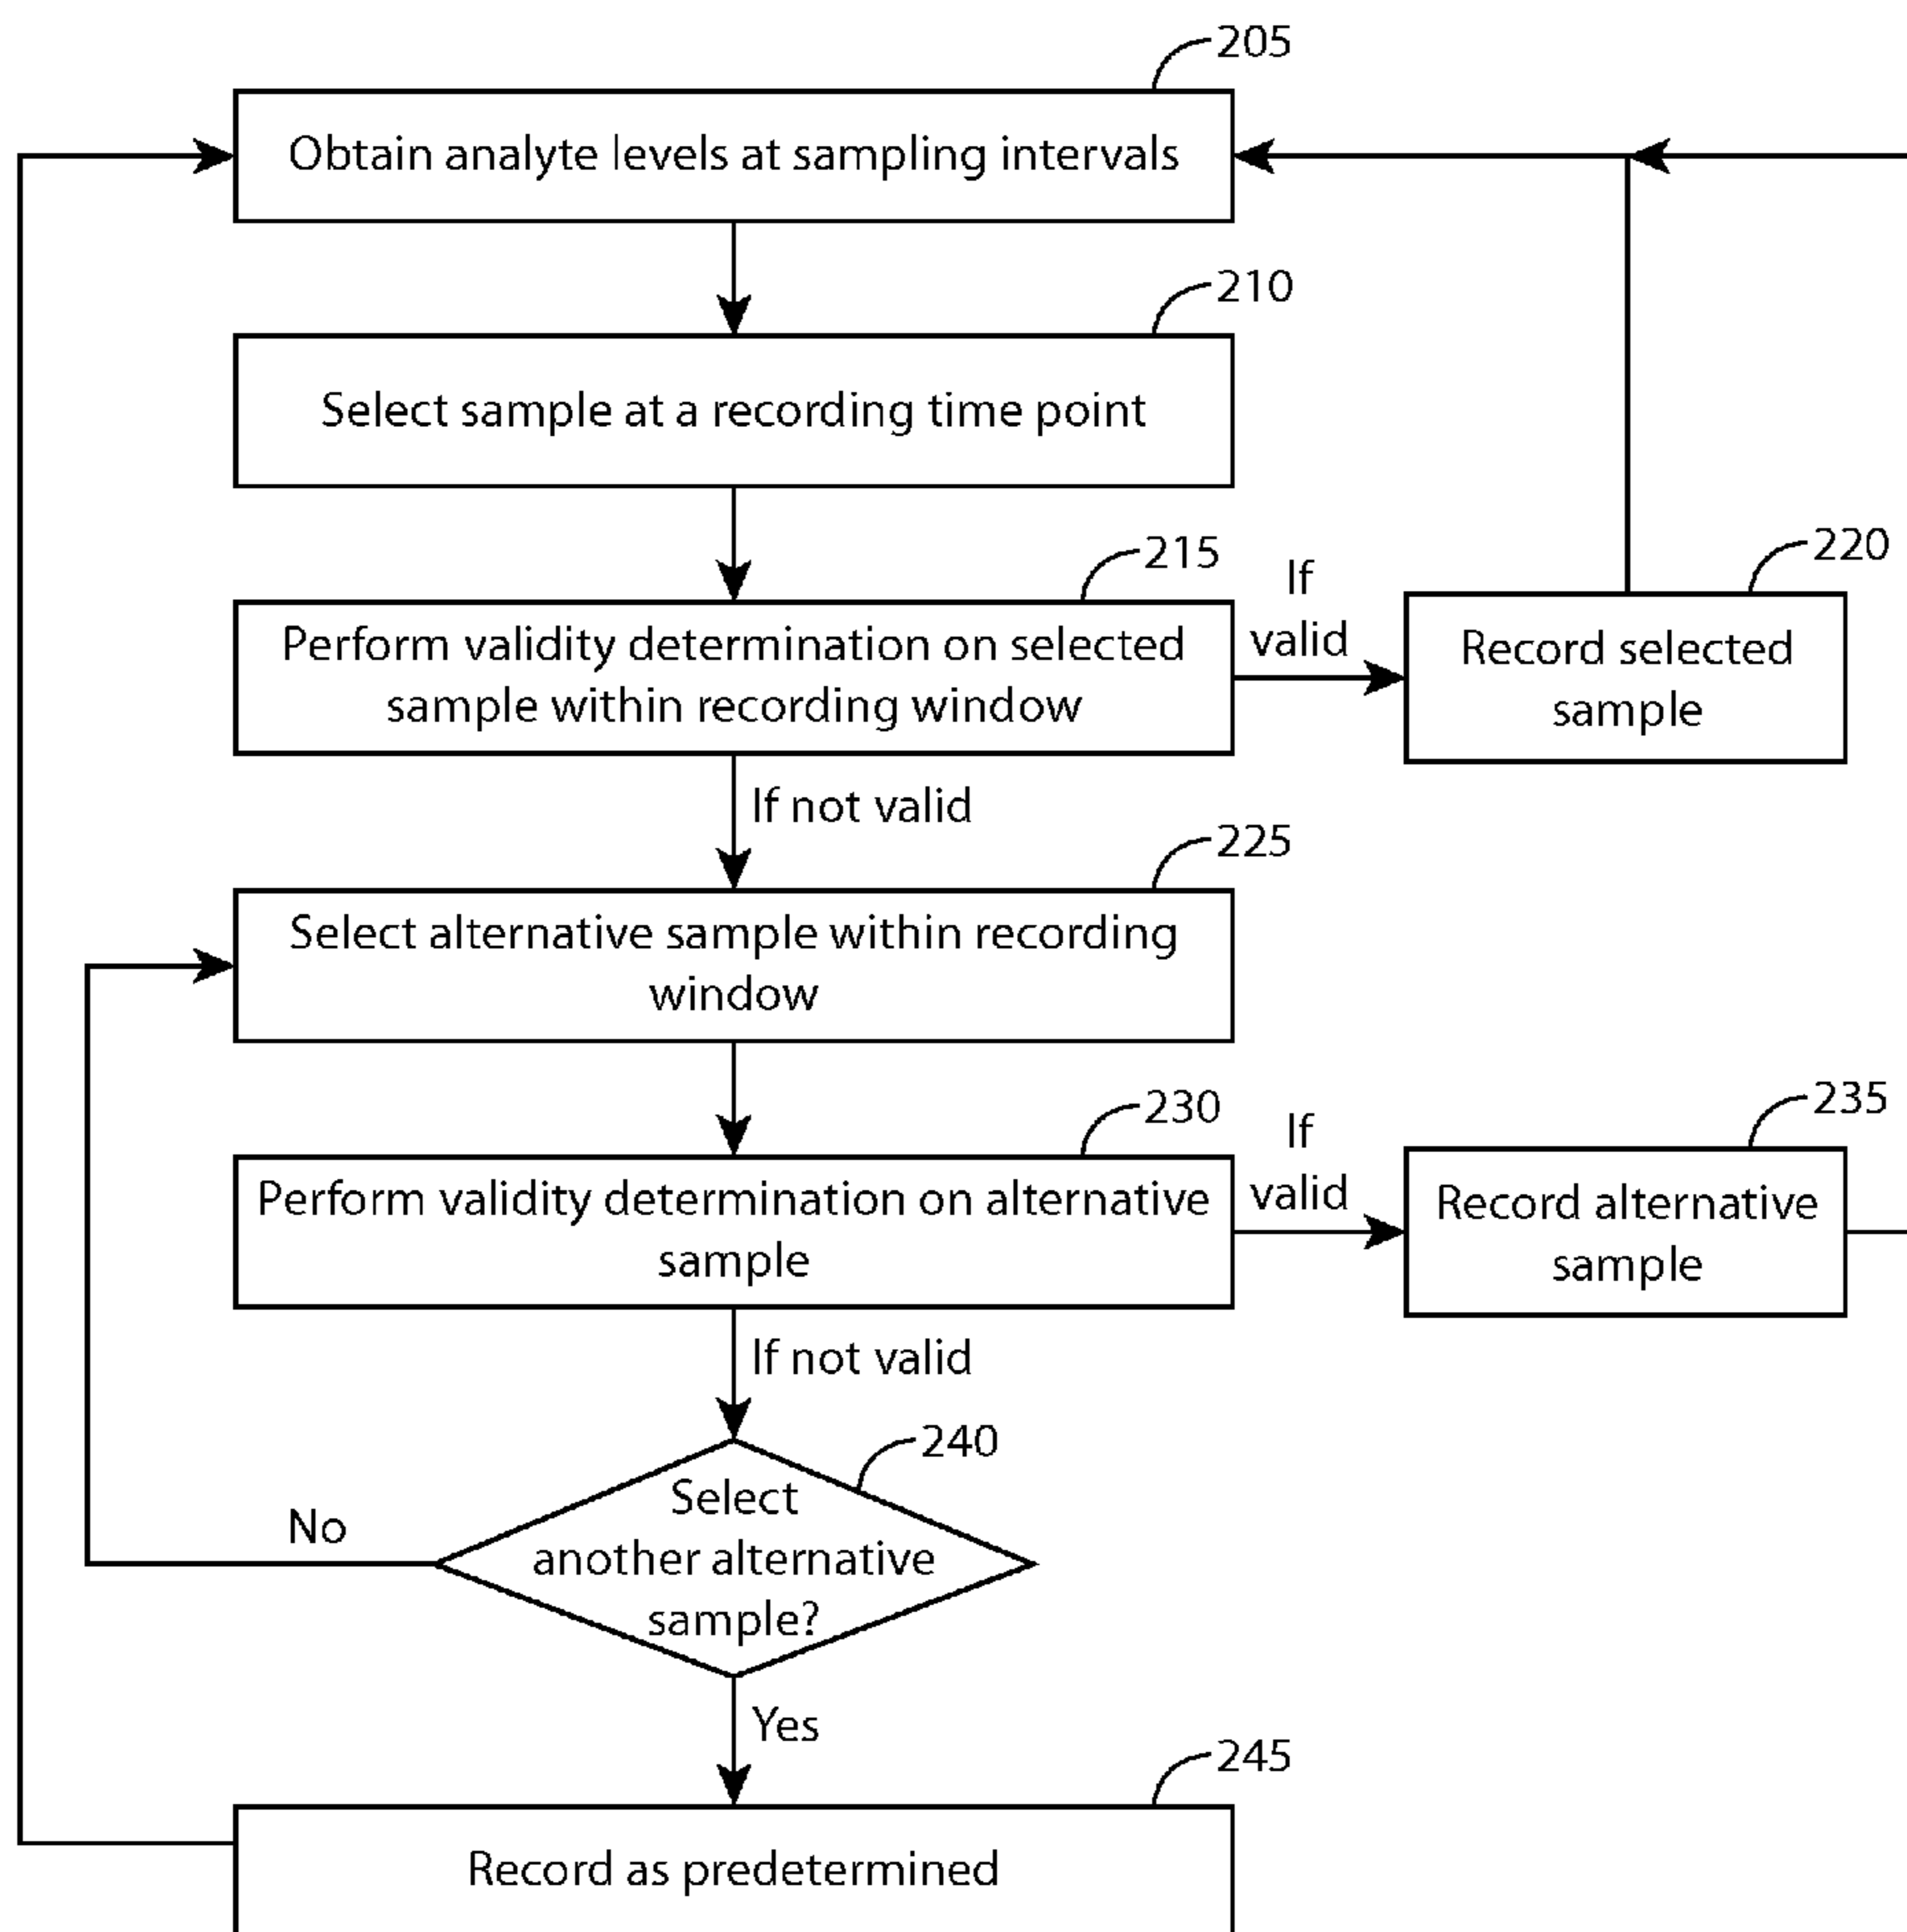 205
Obtain analyte levels at sampling intervals
210
Select sample at a recording time point
215
Perform validity determination on selected
sample within recording window
If
valid
220
Record selected
sample
If not valid
225
Select alternative sample within recording
window
230
Perform validity determination on alternative
sample
If
valid
235
Record alternative
sample
If not valid
240
Select
another alternative
sample?
No
Yes
245
Record as predetermined